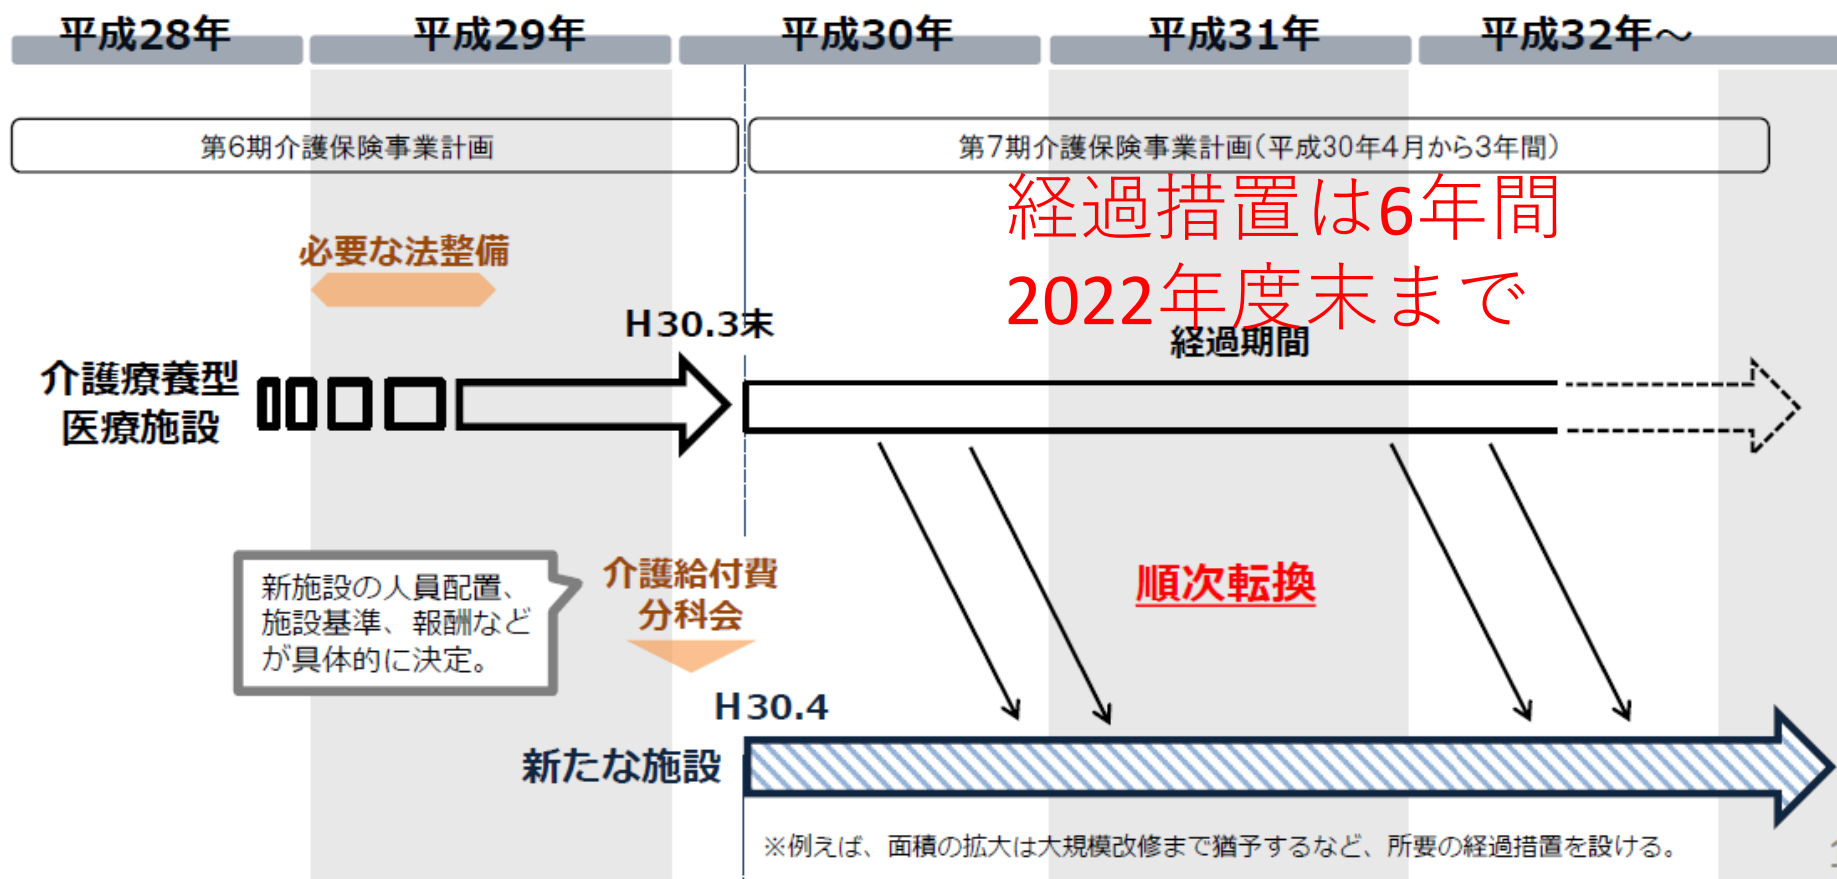 平成28年
平成29年
平成30年
平成31年
平成32年～
第6期介護保険事業計画
第7期介護保険事業計画（平成30年4月から3年間）
経過措置は6年間
2022年度末まで
必要な法整備
H30.3末
経過期間
介護療養型
医療施設
新施設の人員配置、
施設基準、報酬など
が具体的に決定。
介護給付費
分科会
順次転換
H30.4
新たな施設
※例えば、面積の拡大は大規模改修まで猶予するなど、所要の経過措置を設ける。